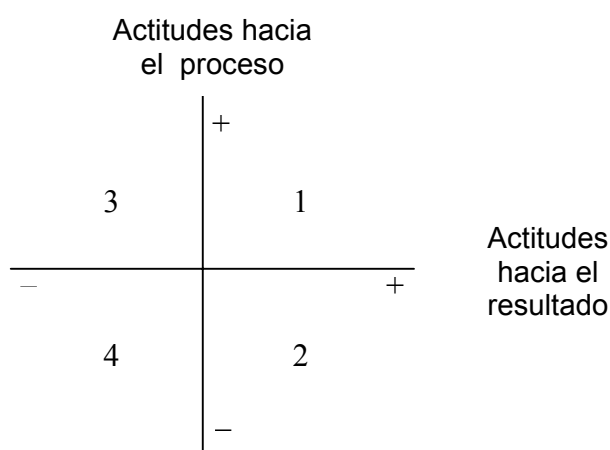 Actitudes hacia
el proceso
+
3
1
Actitudes
hacia el
resultado
–
+
4
2
–